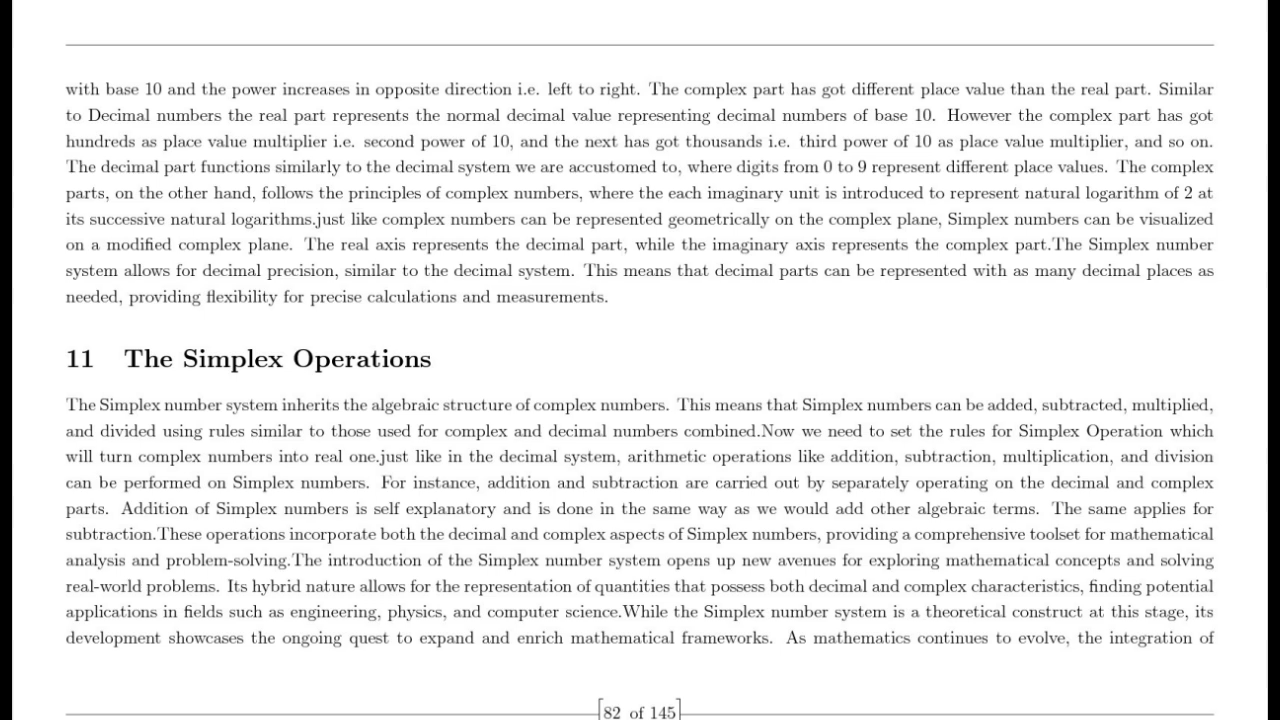 with base 10 and the power increases in opposite direction i.e. left to right. The complex part has got different place value than the real part. Similar
to Decimal numbers the real part represents the normal decimal value representing decimal numbers of base 10. However the complex part has got
hundreds as place value multiplier i.e. second power of 10, and the next has got thousands i.e. third power of 10 as place value multiplier, and so on.
The decimal part functions similarly to the decimal system we are accustomed to, where digits from 0 to 9 represent different place values. The complex
parts, on the other hand, follows the principles of complex numbers, where the each imaginary unit is introduced to represent natural logarithm of 2 at
its successive natural logarithms.just like complex numbers can be represented geometrically on the complex plane, Simplex numbers can be visualized
on a modified complex plane. The real axis represents the decimal part, while the imaginary axis represents the complex part.The Simplex number
system allows for decimal precision, similar to the decimal system. This means that decimal parts can be represented with as many decimal places as
needed, providing flexibility for precise calculations and measurements.
11 The Simplex Operations
The Simplex number system inherits the algebraic structure of complex numbers. This means that Simplex numbers can be added, subtracted, multiplied,
and divided using rules similar to those used for complex and decimal numbers combined.Now we need to set the rules for Simplex Operation which
will turn complex numbers into real one.just like in the decimal system, arithmetic operations like addition, subtraction, multiplication, and division
can be performed on Simplex numbers. For instance, addition and subtraction are carried out by separately operating on the decimal and complex
parts. Addition of Simplex numbers is self explanatory and is done in the same way as we would add other algebraic terms. The same applies for
subtraction.These operations incorporate both the decimal and complex aspects of Simplex numbers, providing a comprehensive toolset for mathematical
analysis and problem-solving.The introduction of the Simplex number system opens up new avenues for exploring mathematical concepts and solving
real-world problems. Its hybrid nature allows for the representation of quantities that possess both decimal and complex characteristics, finding potential
applications in fields such as engineering, physics, and computer science.While the Simplex number system is a theoretical construct at this stage, its
development showcases the ongoing quest to expand and enrich mathematical frameworks. As mathematics continues to evolve, the integration of
[82 of 145]